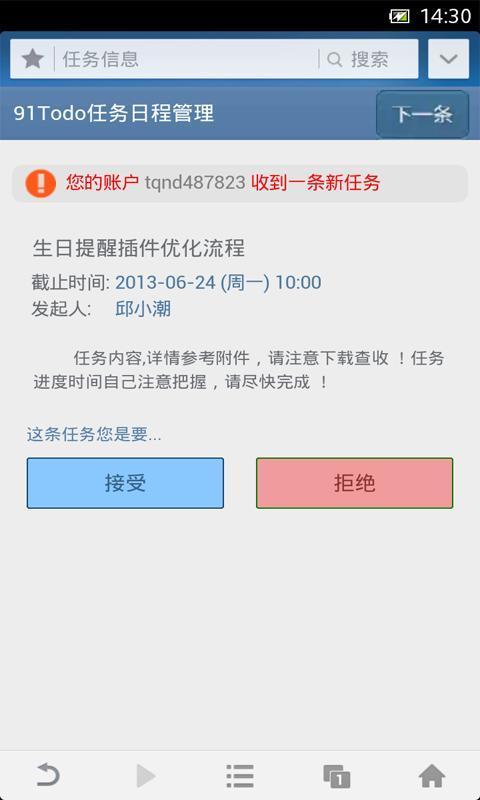 14:30
任务信息
搜索
91Todo任务日程管理
下一条
您的账户 tqnd487823 收到一条新任务
生日提醒插件优化流程
截止时间: 2013-06-24 (周一) 10:00
发起人: 邱小潮
任务内容,详情参考附件，请注意下载查收 ！任务
进度时间自己注意把握，请尽快完成 ！
这条任务您是要...
接受
拒绝
1